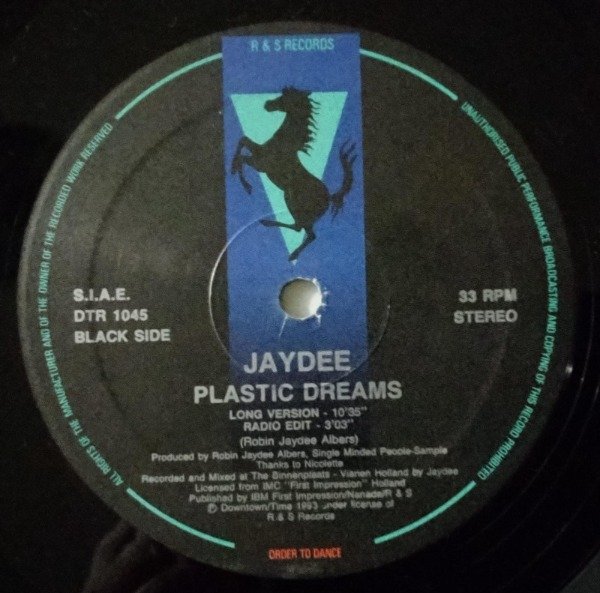 R & S RECORDS
ALL RIGHTS OF THE MANUFACTURER AND OF THE OWNER OF THE RECORDED WORK RESERVED
UNAUTHORISED PUBLIC PERFORMANCE BROADCASTING AND COPYING OF THIS RECORD PROHIBITED
S.I.A.E.
DTR 1045
BLACK SIDE
33 RPM
STEREO
JAYDEE
PLASTIC DREAMS
LONG VERSION - 10'35"
RADIO EDIT - 3'03"
(Robin Jaydee Albers)
Produced by Robin Jaydee Albers, Single Minded People-Sample
Thanks to Nicolette
Recorded and Mixed at The Sinnenplaats - Vianen Holland by Jaydee
Licensed from IMC "First Impression" Holland
Published by IBM First Impression/Nanada/R & S
℗ Downtown/Time 1993 under license of
R & S Records
ORDER TO DANCE